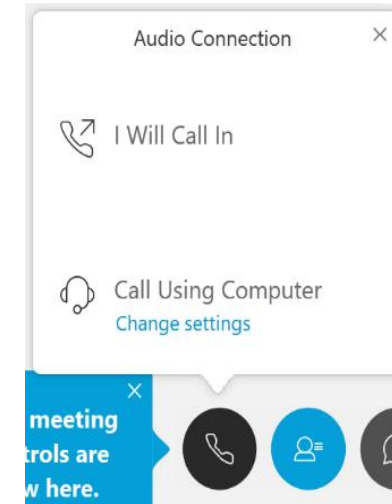 Audio Connection
I Will Call In
Call Using Computer
Change settings
meeting
trols are
w here.